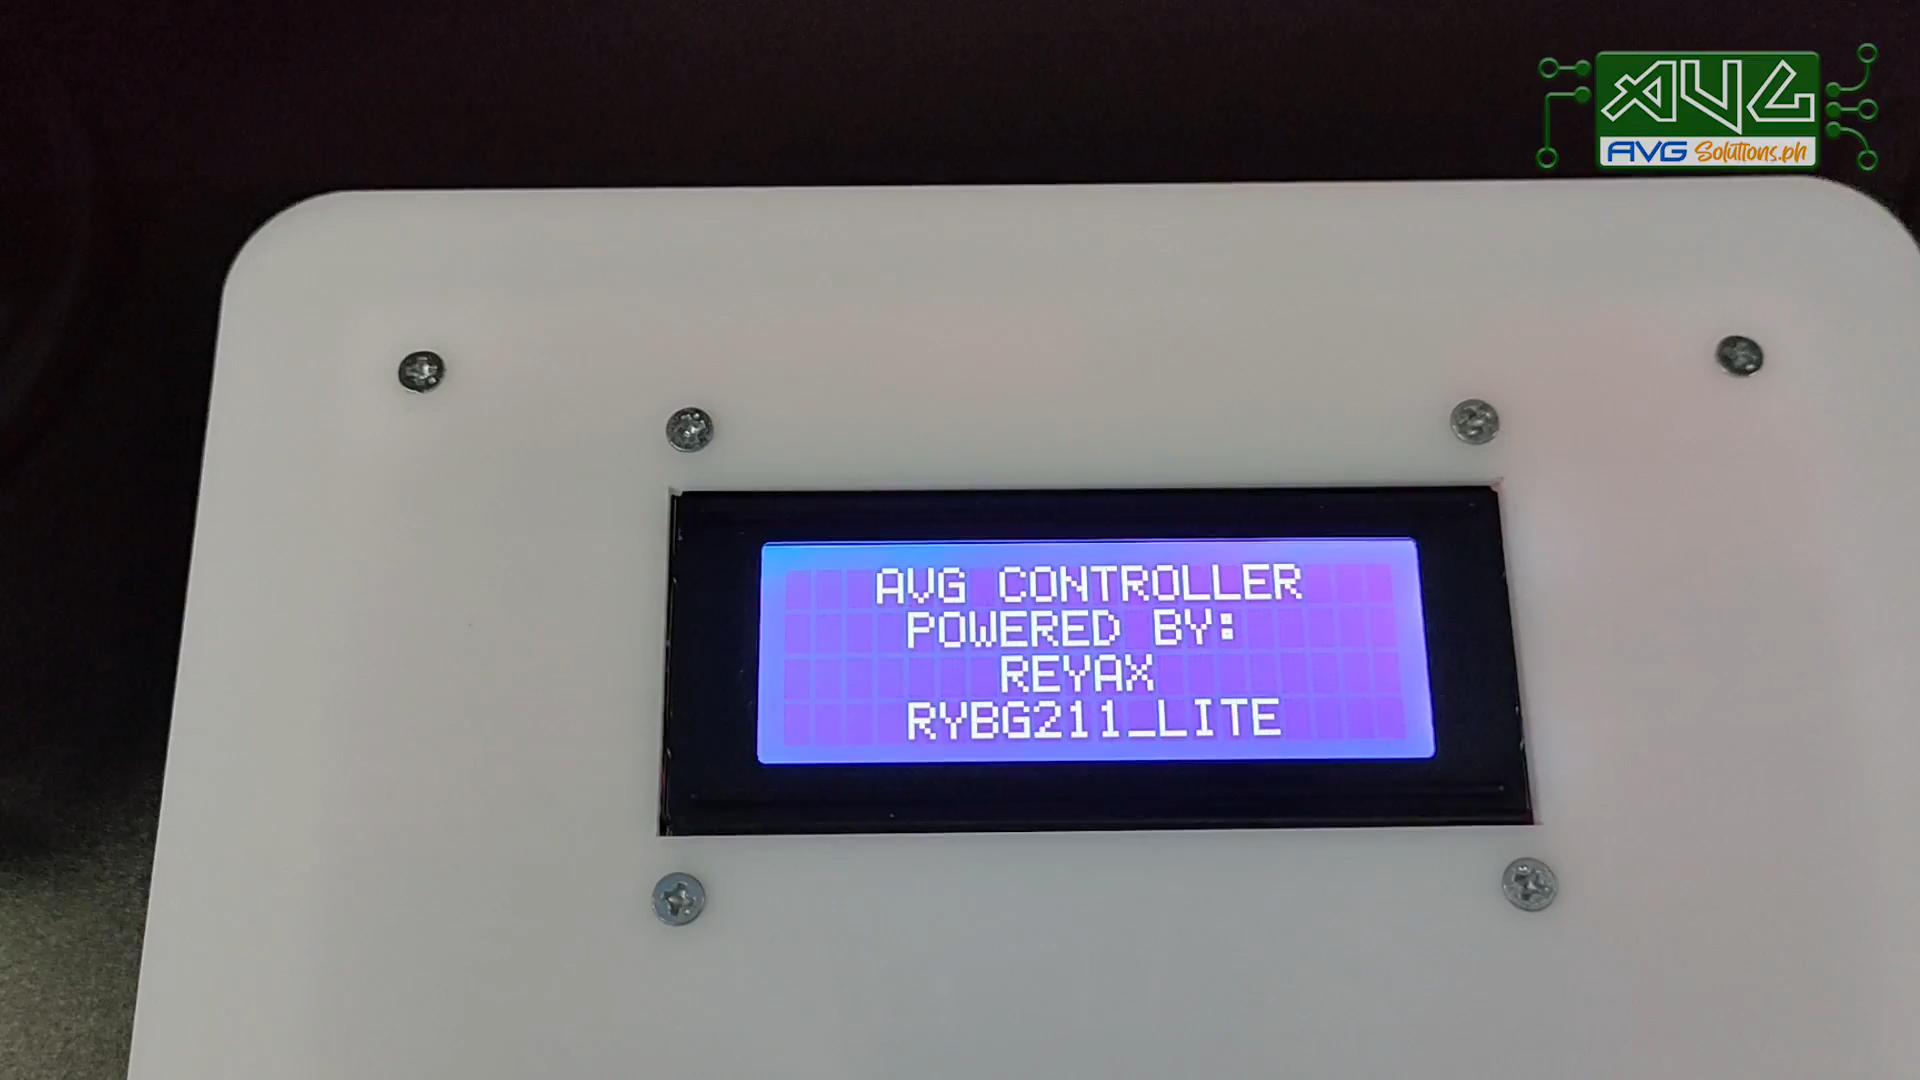 AVG
AVG Solutions.ph
AVG CONTROLLER
POWERED BY:
REYAX
RYBG211_LITE